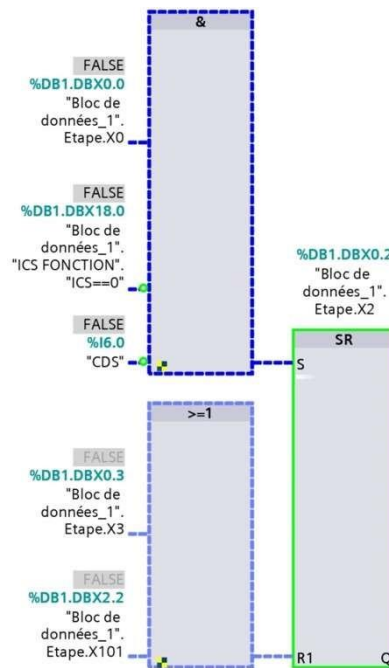 &
FALSE
%DB1.DBX0.0
"Bloc de
données_1".
Etape.X0
FALSE
%DB1.DBX18.0
"Bloc de
données_1".
"ICS FONCTION".
"ICS==0"
FALSE
%I6.0
"CDS"
>=1
FALSE
%DB1.DBX0.3
"Bloc de
données_1".
Etape.X3
FALSE
%DB1.DBX2.2
"Bloc de
données_1".
Etape.X101
%DB1.DBX0.2
"Bloc de
données_1".
Etape.X2
SR
S
R1 Q